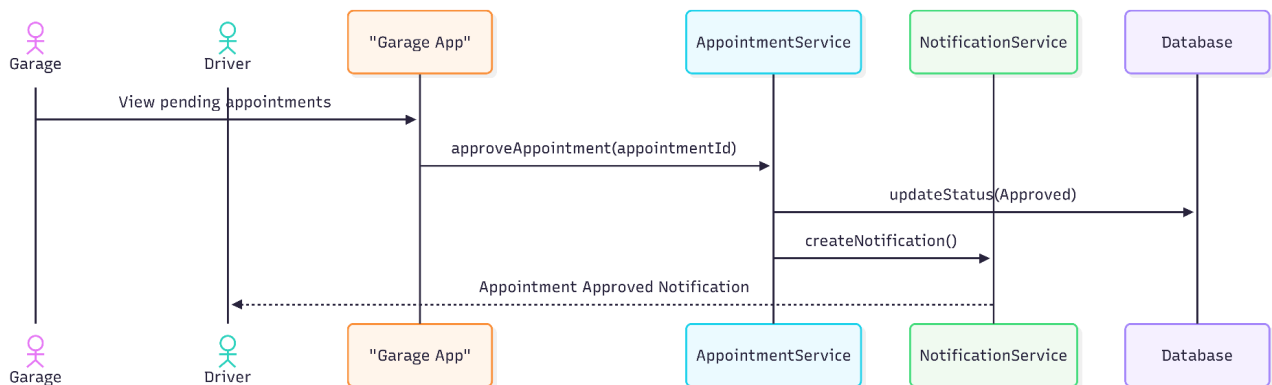 Garage
Driver
"Garage App"
AppointmentService
NotificationService
Database
View pending appointments
approveAppointment(appointmentId)
updateStatus(Approved)
createNotification()
Appointment Approved Notification
Garage
Driver
"Garage App"
AppointmentService
NotificationService
Database